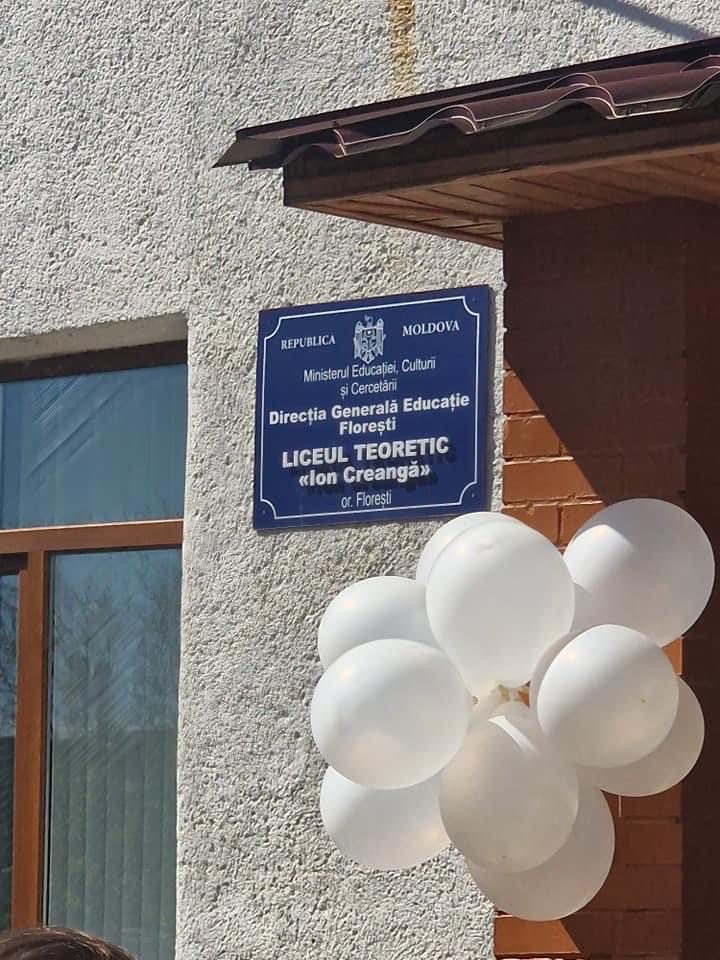 REPUBLICA MOLDOVA
Ministerul Educației, Culturii
și Cercetării
Direcția Generală Educație
Florești
LICEUL TEORETIC
«Ion Creangă»
or. Florești